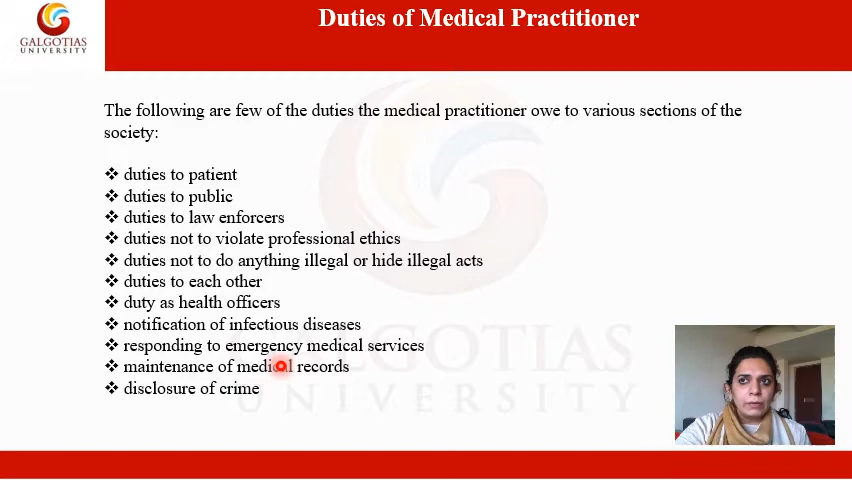 Duties of Medical Practitioner
GALGOTIAS
UNIVERSITY
The following are few of the duties the medical practitioner owe to various sections of the
society:
❖ duties to patient
❖ duties to public
❖ duties to law enforcers
❖ duties not to violate professional ethics
❖ duties not to do anything illegal or hide illegal acts
❖ duties to each other
❖ duty as health officers
❖ notification of infectious diseases
❖ responding to emergency medical services
❖ maintenance of medical records
❖ disclosure of crime
GALGOTIAS
UNIVERSITY